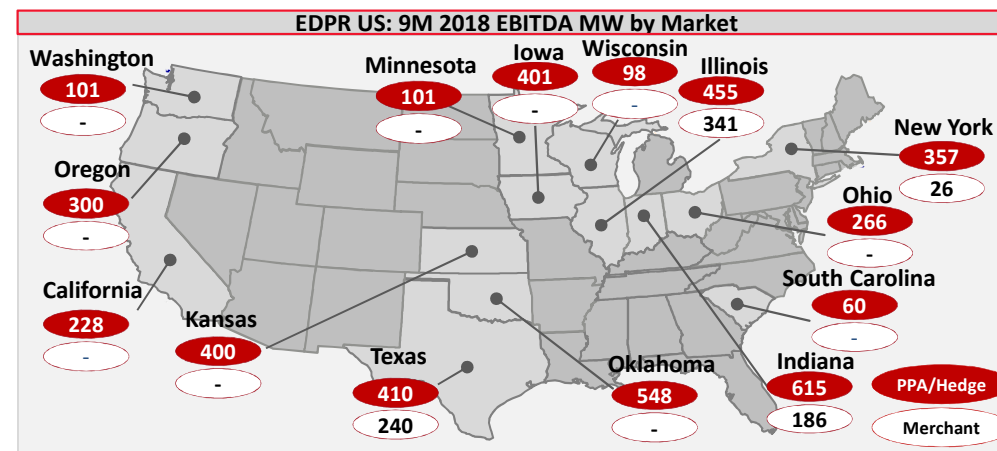 EDPR US: 9M 2018 EBITDA MW by Market
Washington
101
-
Minnesota
101
-
Iowa
401
-
Wisconsin
98
-
Illinois
455
341
New York
357
26
Oregon
300
-
Ohio
266
-
California
228
-
Kansas
400
-
Texas
410
240
Oklahoma
548
-
South Carolina
60
-
Indiana
615
186
PPA/Hedge
Merchant